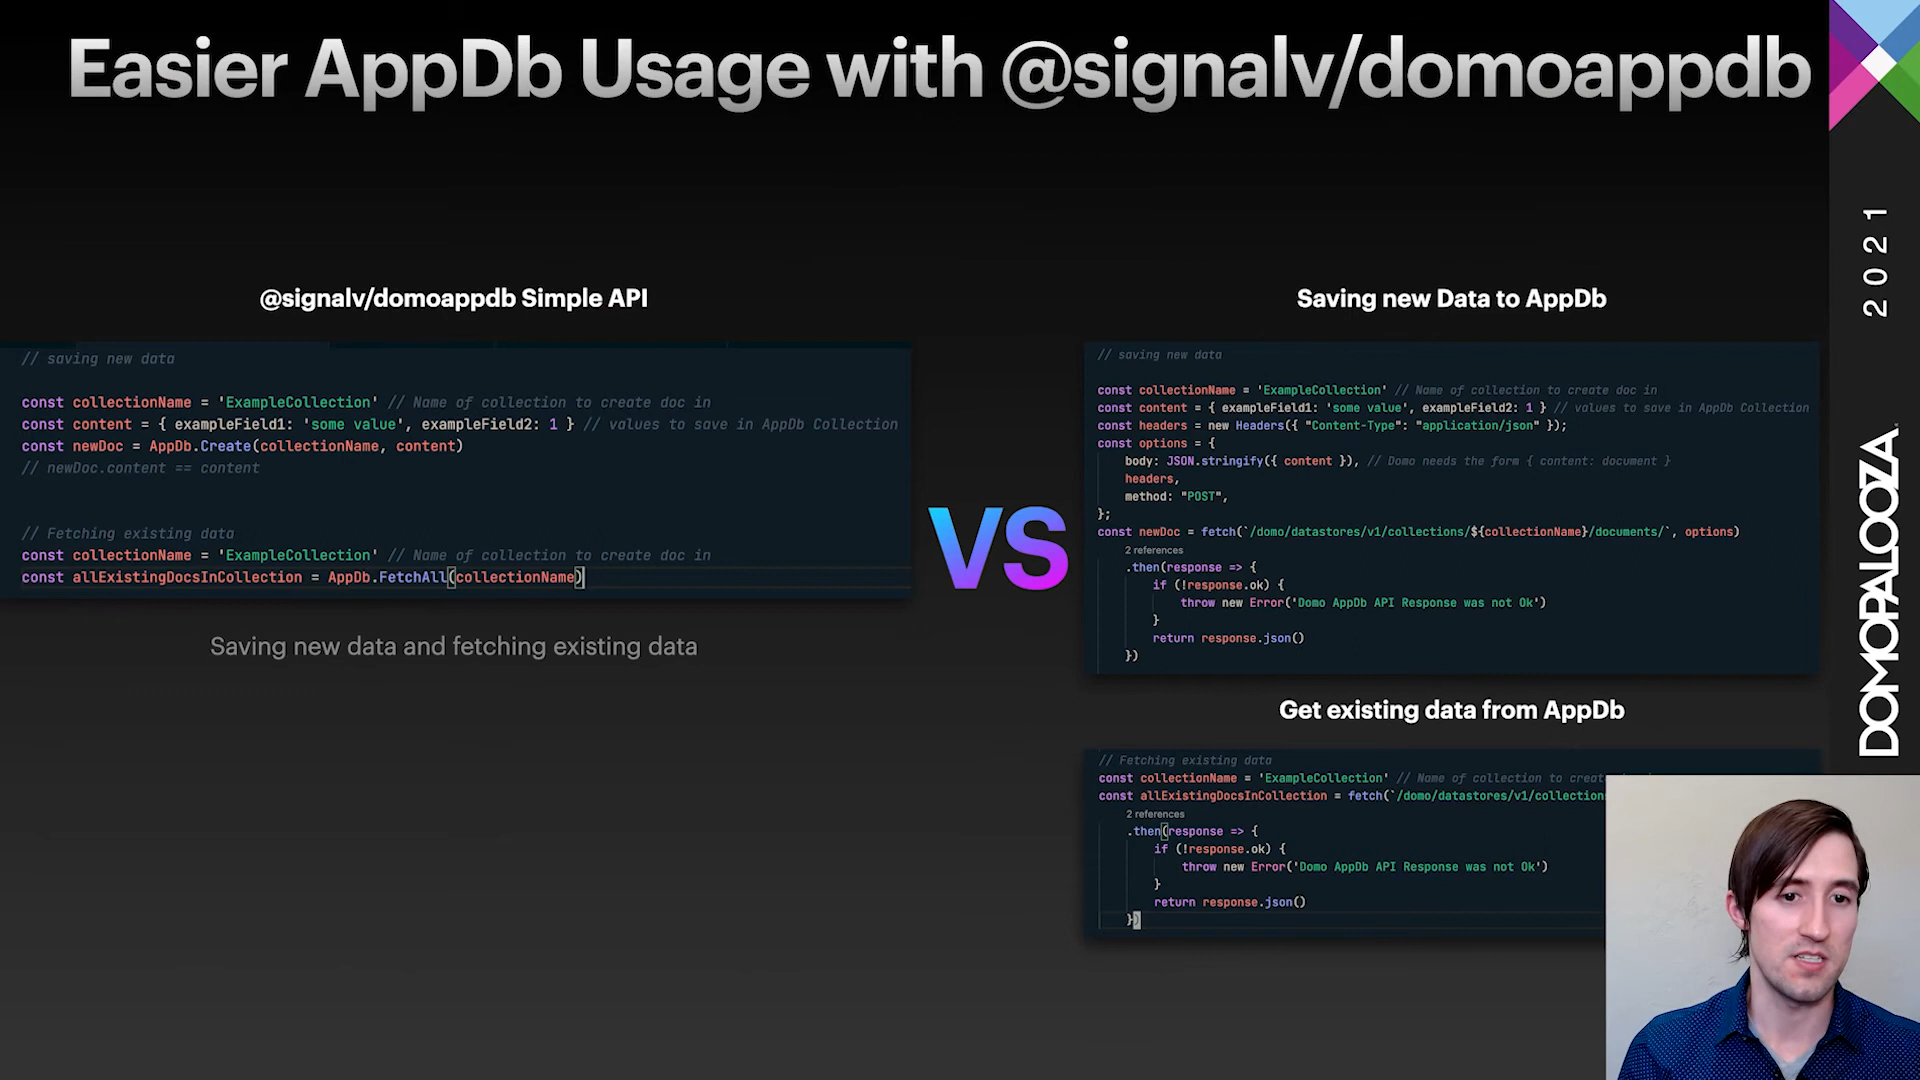 Easier AppDb Usage with @signalv/domoappdb
@signalv/domoappdb Simple API
// saving new data
const collectionName = 'ExampleCollection' // Name of collection to create doc in
const content = { exampleField1: 'some value', exampleField2: 1 } // values to save in AppDb Collection
const newDoc = AppDb.Create(collectionName, content)
// newDoc.content == content
// Fetching existing data
const collectionName = 'ExampleCollection' // Name of collection to create doc in
const allExistingDocsInCollection = AppDb.FetchAll(collectionName)
Saving new data and fetching existing data
VS
Saving new Data to AppDb
// saving new data
const collectionName = 'ExampleCollection' // Name of collection to create doc in
const content = { exampleField1: 'some value', exampleField2: 1 } // values to save in AppDb Collection
const headers = new Headers({ "Content-Type": "application/json" });
const options = {
body: JSON.stringify({ content }), // Domo needs the form { content: document }
headers,
method: "POST",
};
const newDoc = fetch(`/domo/datastores/v1/collections/${collectionName}/documents/`, options)
2 references
.then(response => {
if (!response.ok) {
throw new Error('Domo AppDb API Response was not Ok')
}
return response.json()
})
Get existing data from AppDb
// Fetching existing data
const collectionName = 'ExampleCollection' // Name of collection to creat
const allExistingDocsInCollection = fetch(`/domo/datastores/v1/collections
2 references
.then(response => {
if (!response.ok) {
throw new Error('Domo AppDb API Response was not Ok')
}
return response.json()
})
2021
DOMOPALOOZA